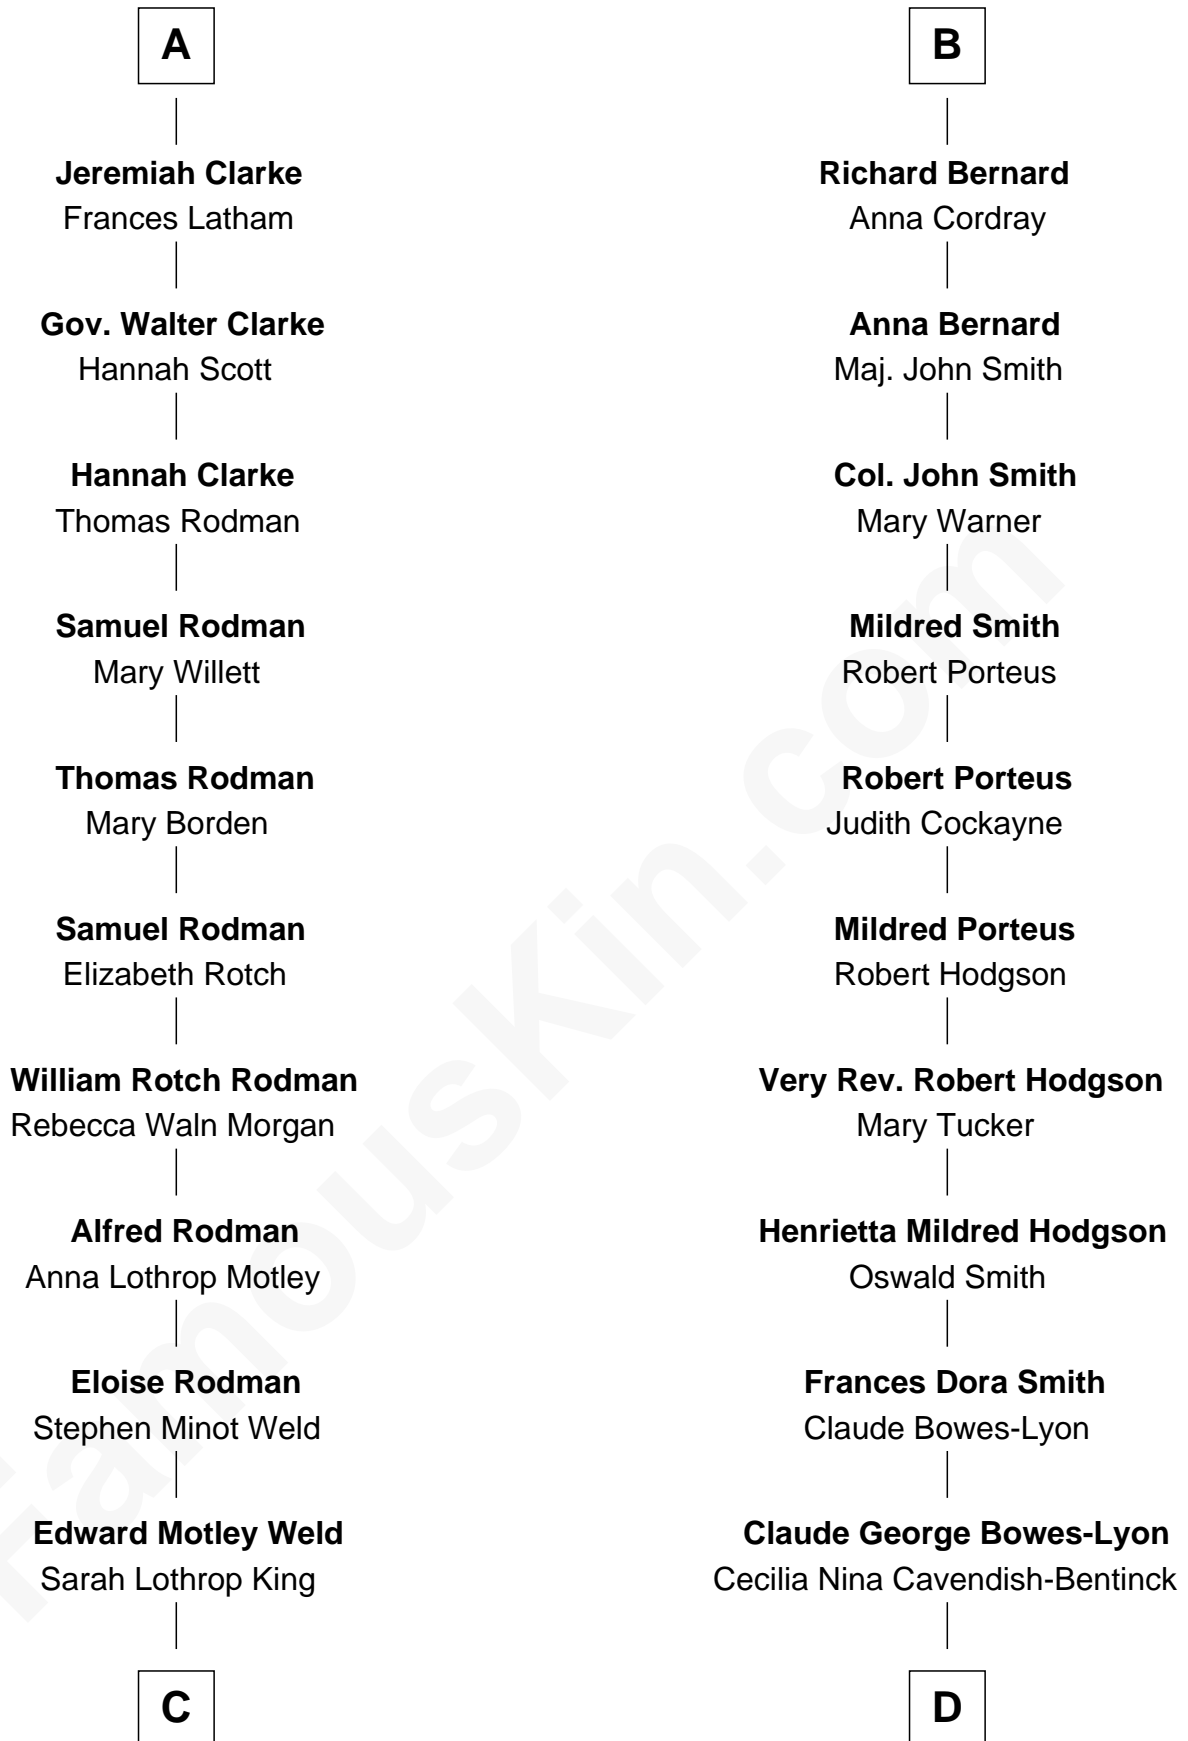 A
Jeremiah Clarke
Frances Latham
Gov. Walter Clarke
Hannah Scott
Hannah Clarke
Thomas Rodman
Samuel Rodman
Mary Willett
Thomas Rodman
Mary Borden
Samuel Rodman
Elizabeth Rotch
William Rotch Rodman
Rebecca Waln Morgan
Alfred Rodman
Anna Lothrop Motley
Eloise Rodman
Stephen Minot Weld
Edward Motley Weld
Sarah Lothrop King
C
B
Richard Bernard
Anna Cordray
Anna Bernard
Maj. John Smith
Col. John Smith
Mary Warner
Mildred Smith
Robert Porteus
Robert Porteus
Judith Cockayne
Mildred Porteus
Robert Hodgson
Very Rev. Robert Hodgson
Mary Tucker
Henrietta Mildred Hodgson
Oswald Smith
Frances Dora Smith
Claude Bowes-Lyon
Claude George Bowes-Lyon
Cecilia Nina Cavendish-Bentinck
D
FamousKin.com